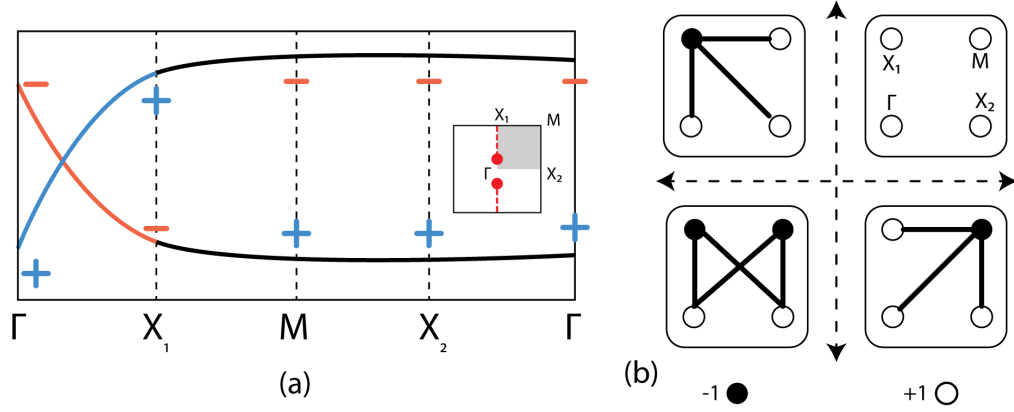 − − − −
+
− + + +
+
X₁ M
Γ X₂
Γ X₁ M X₂ Γ
(a)
X₁ M
Γ X₂
(b)
-1 +1